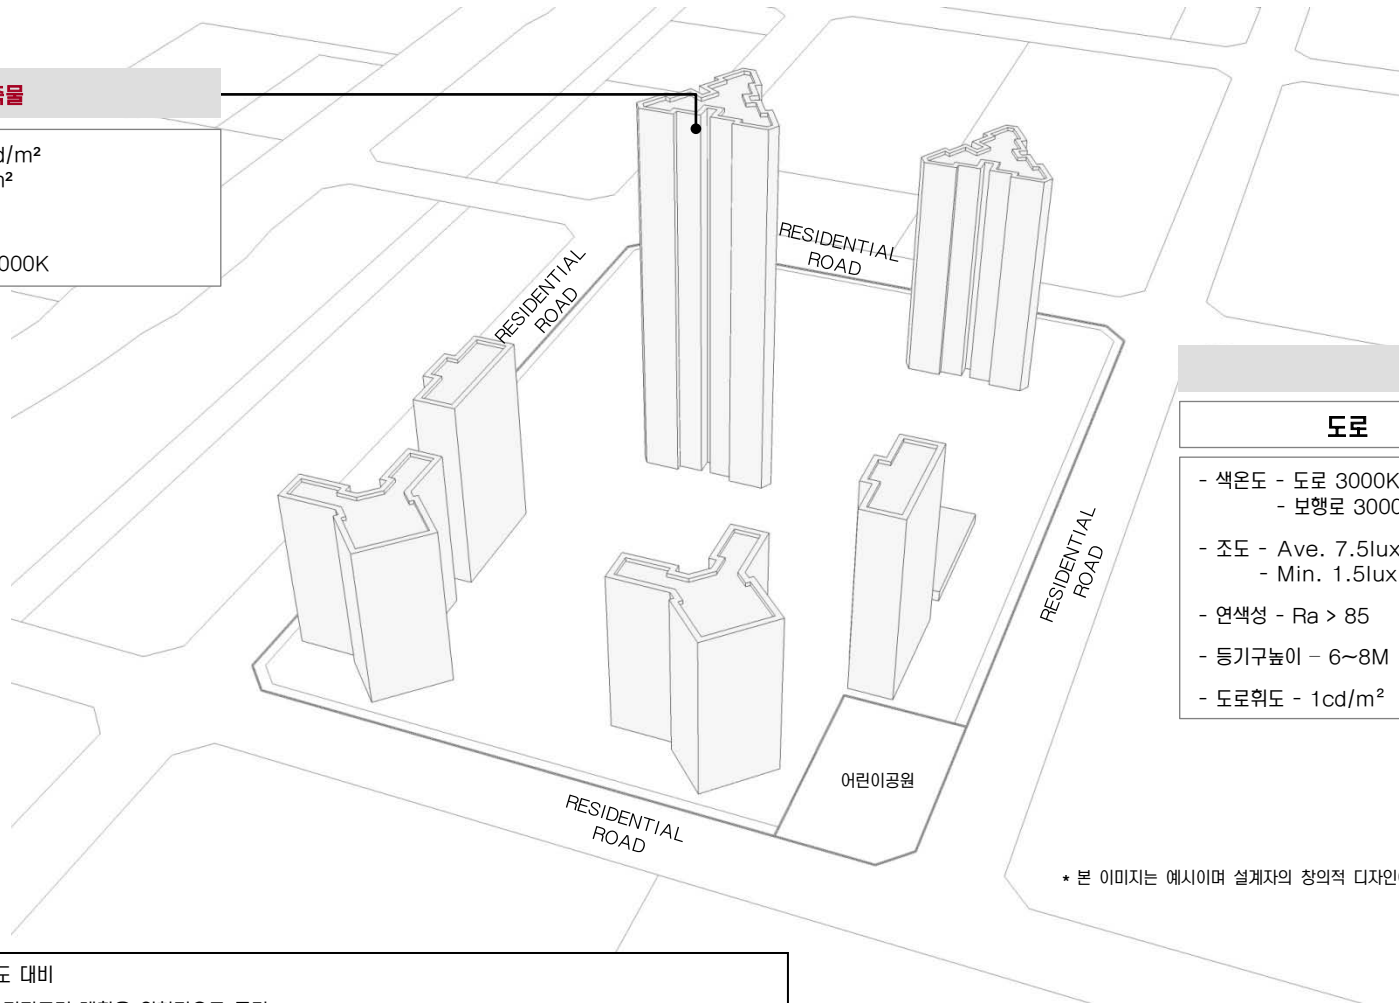 축물
d/m²
m²
000K
RESIDENTIAL
ROAD
RESIDENTIAL
ROAD
도로
- 색온도 - 도로 3000K
- 보행로 3000
- 조도 - Ave. 7.5lux
- Min. 1.5lux
- 연색성 - Ra > 85
- 등기구높이 - 6~8M
- 도로휘도 - 1cd/m²
RESIDENTIAL
ROAD
어린이공원
RESIDENTIAL
ROAD
* 본 이미지는 예시이며 설계자의 창의적 디자인
도 대비